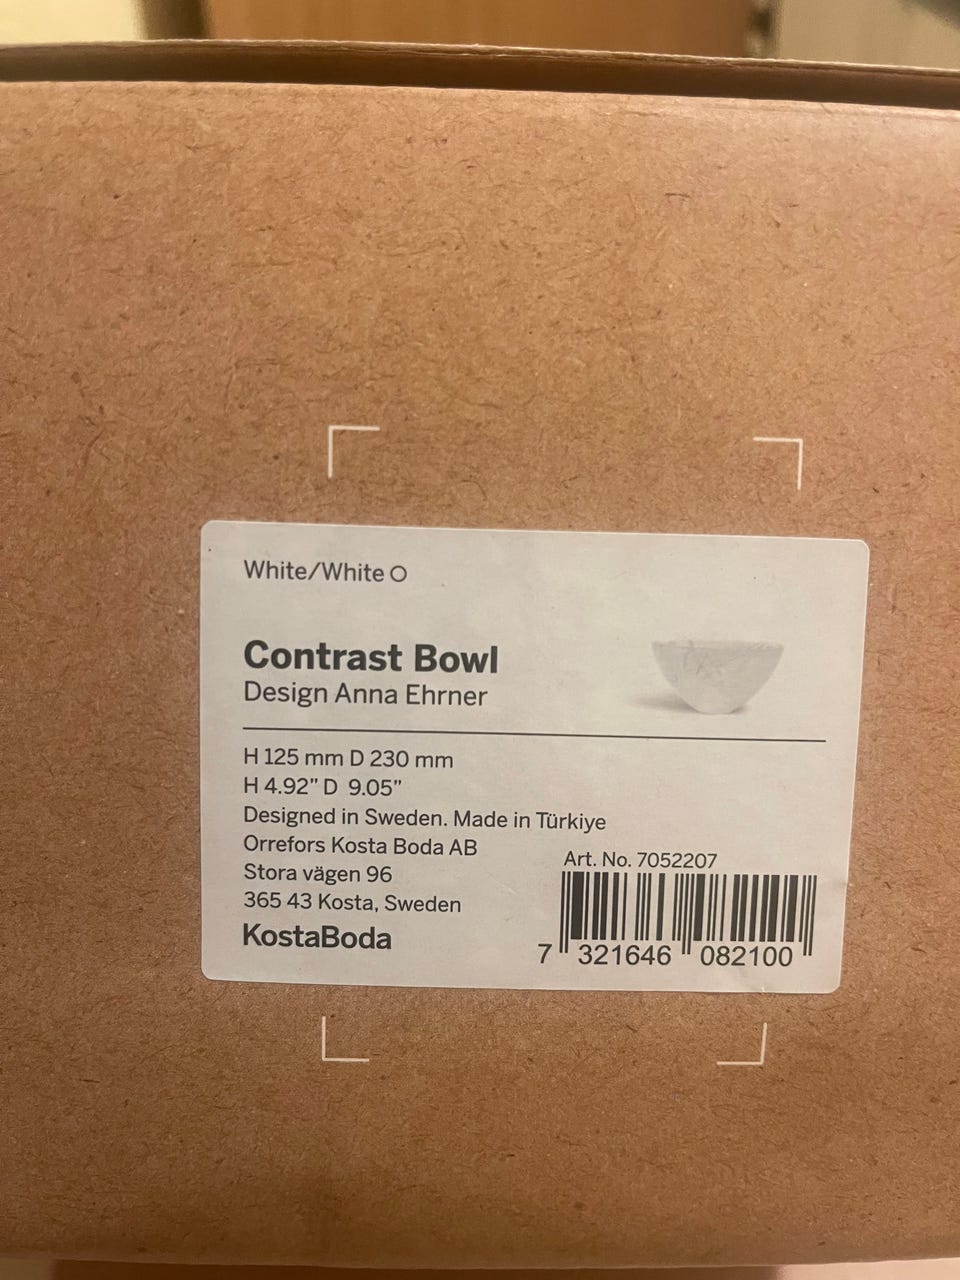 White/White O
Contrast Bowl
Design Anna Ehrner
H 125 mm D 230 mm
H 4.92” D 9.05”
Designed in Sweden. Made in Türkiye
Orrefors Kosta Boda AB
Stora vägen 96
365 43 Kosta, Sweden
KostaBoda
Art. No. 7052207
7 321646 082100